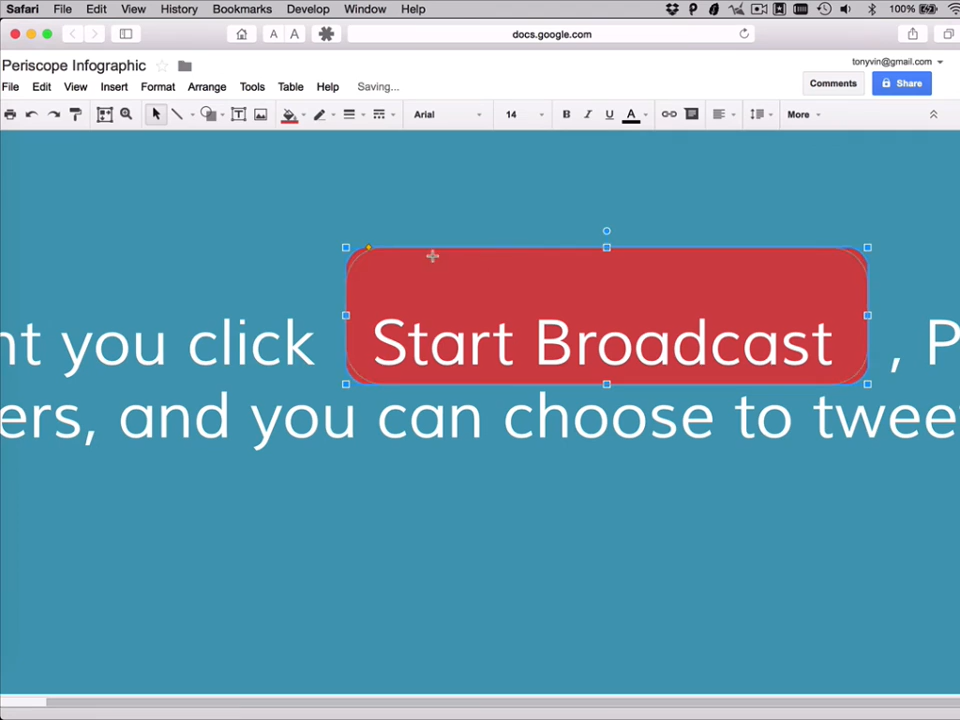 Safari File Edit View History Bookmarks Develop Window Help 100%
A A docs.google.com
Periscope Infographic tonyvin@gmail.com
File Edit View Insert Format Arrange Tools Table Help Saving... Comments Share
Arial 14 B I U A More
nt you click Start Broadcast , P
ers, and you can choose to twee